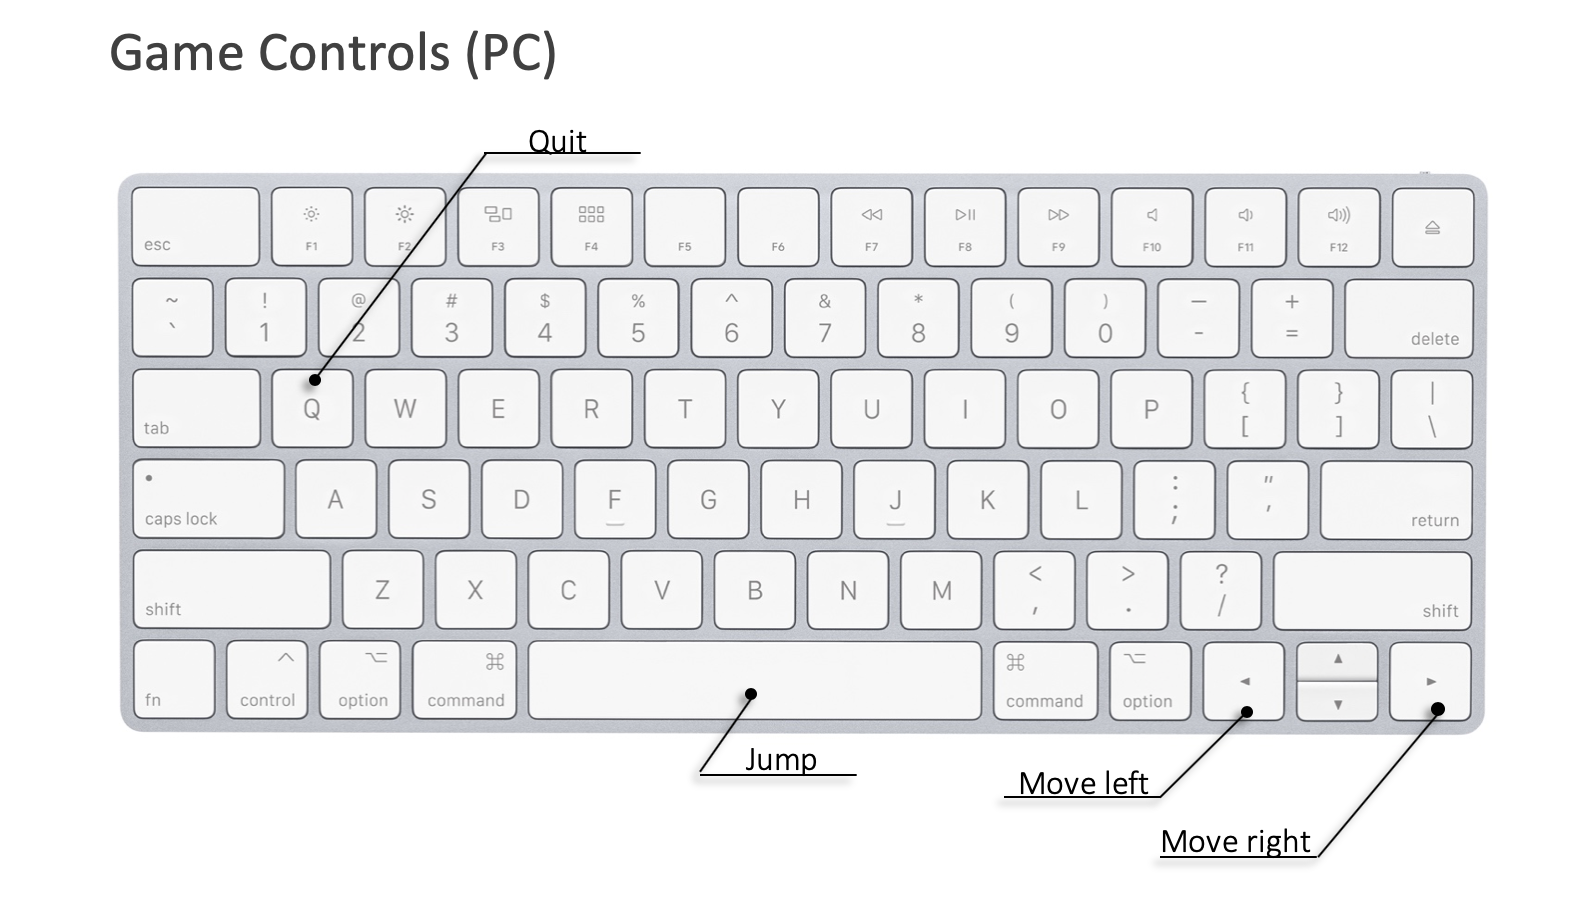 Game Controls (PC)
Quit
esc F1 F2 F3 F4 F5 F6 F7 F8 F9 F10 F11 F12
~ ! @ # $ % ^ & * ( ) — +
` 1 2 3 4 5 6 7 8 9 0 - = delete
tab Q W E R T Y U I O P { } |
[ ] \
caps lock A S D F G H J K L : "
; ' return
shift Z X C V B N M < > ?
, . / shift
⌃ ⌥ ⌘ ⌘ ⌥ ◀ ▲ ▶
fn control option command command option ▼
Jump
Move left
Move right